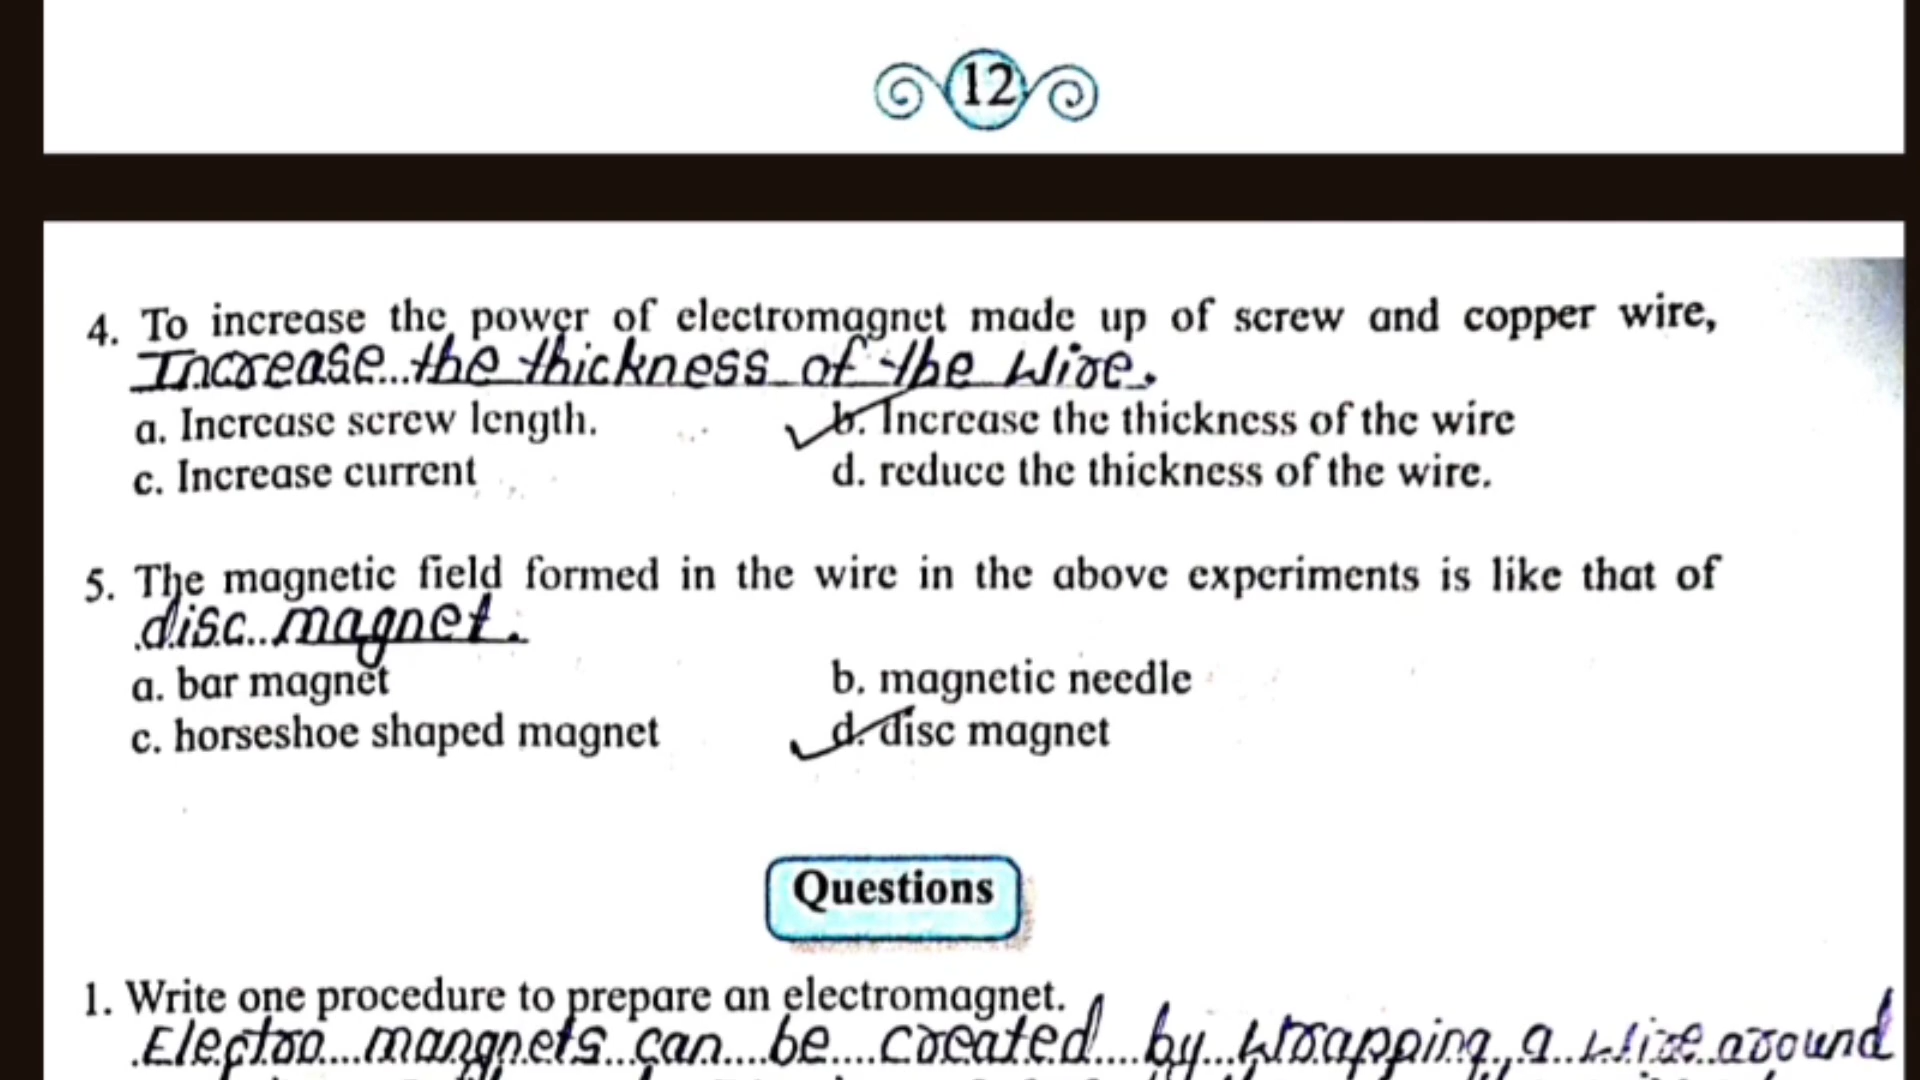 12
4. To increase the power of electromagnet made up of screw and copper wire,
Increase...the thickness of the wire.
a. Increase screw length. b. Increase the thickness of the wire
c. Increase current d. reduce the thickness of the wire.
5. The magnetic field formed in the wire in the above experiments is like that of
.disc..magnet.
a. bar magnet b. magnetic needle
c. horseshoe shaped magnet d. disc magnet
Questions
1. Write one procedure to prepare an electromagnet.
.Electro....mangnets..can....be....created....by...wrapping..a..wire.around